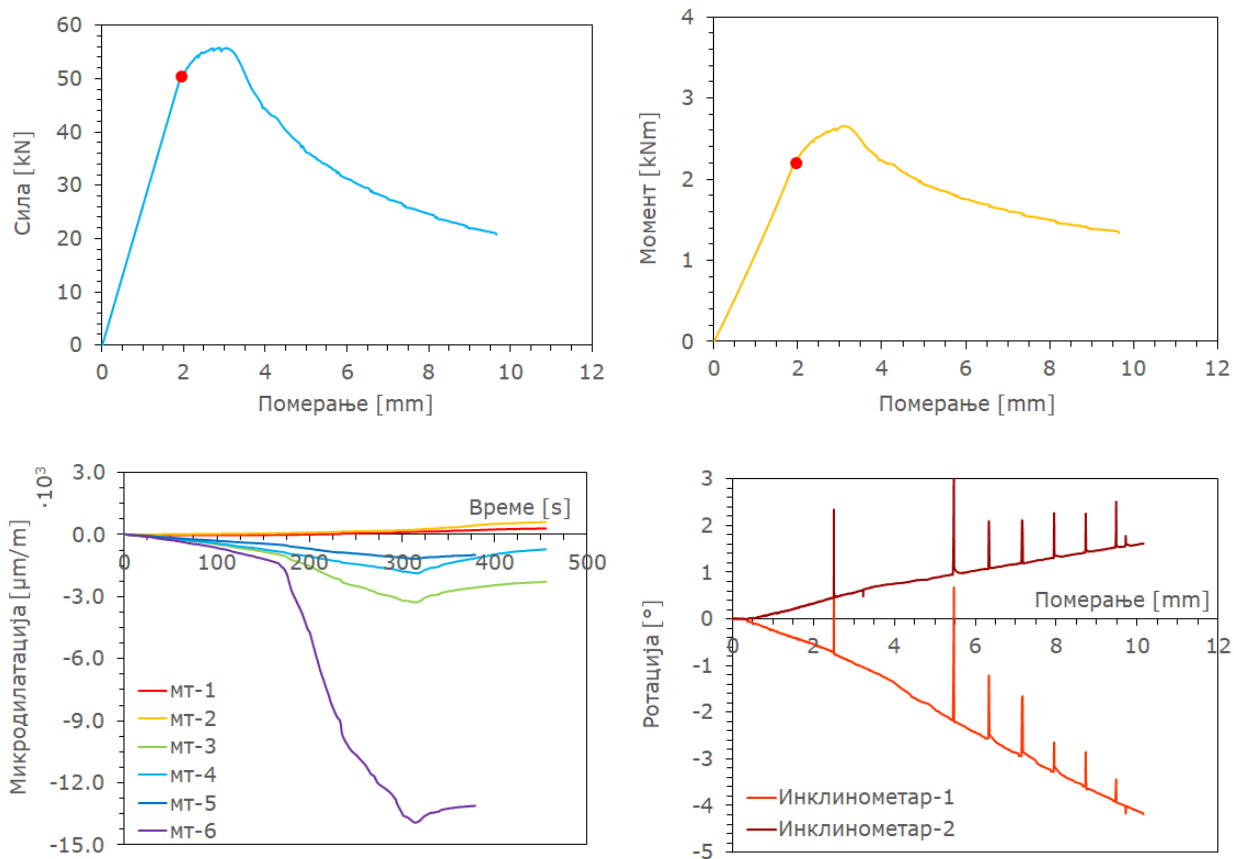 60
50
40
30
20
10
0
0 2 4 6 8 10 12
Сила [kN]
Померање [mm]
4
3
2
1
0
0 2 4 6 8 10 12
Момент [kNm]
Померање [mm]
·10³
3.0
0.0
-3.0
-6.0
-9.0
-12.0
-15.0
0 100 200 300 400 500
Време [s]
Микродилатација [μm/m]
мт-1
мт-2
мт-3
мт-4
мт-5
мт-6
3
2
1
0
-1
-2
-3
-4
-5
0 2 4 6 8 10 12
Померање [mm]
Ротација [°]
Инклинометар-1
Инклинометар-2